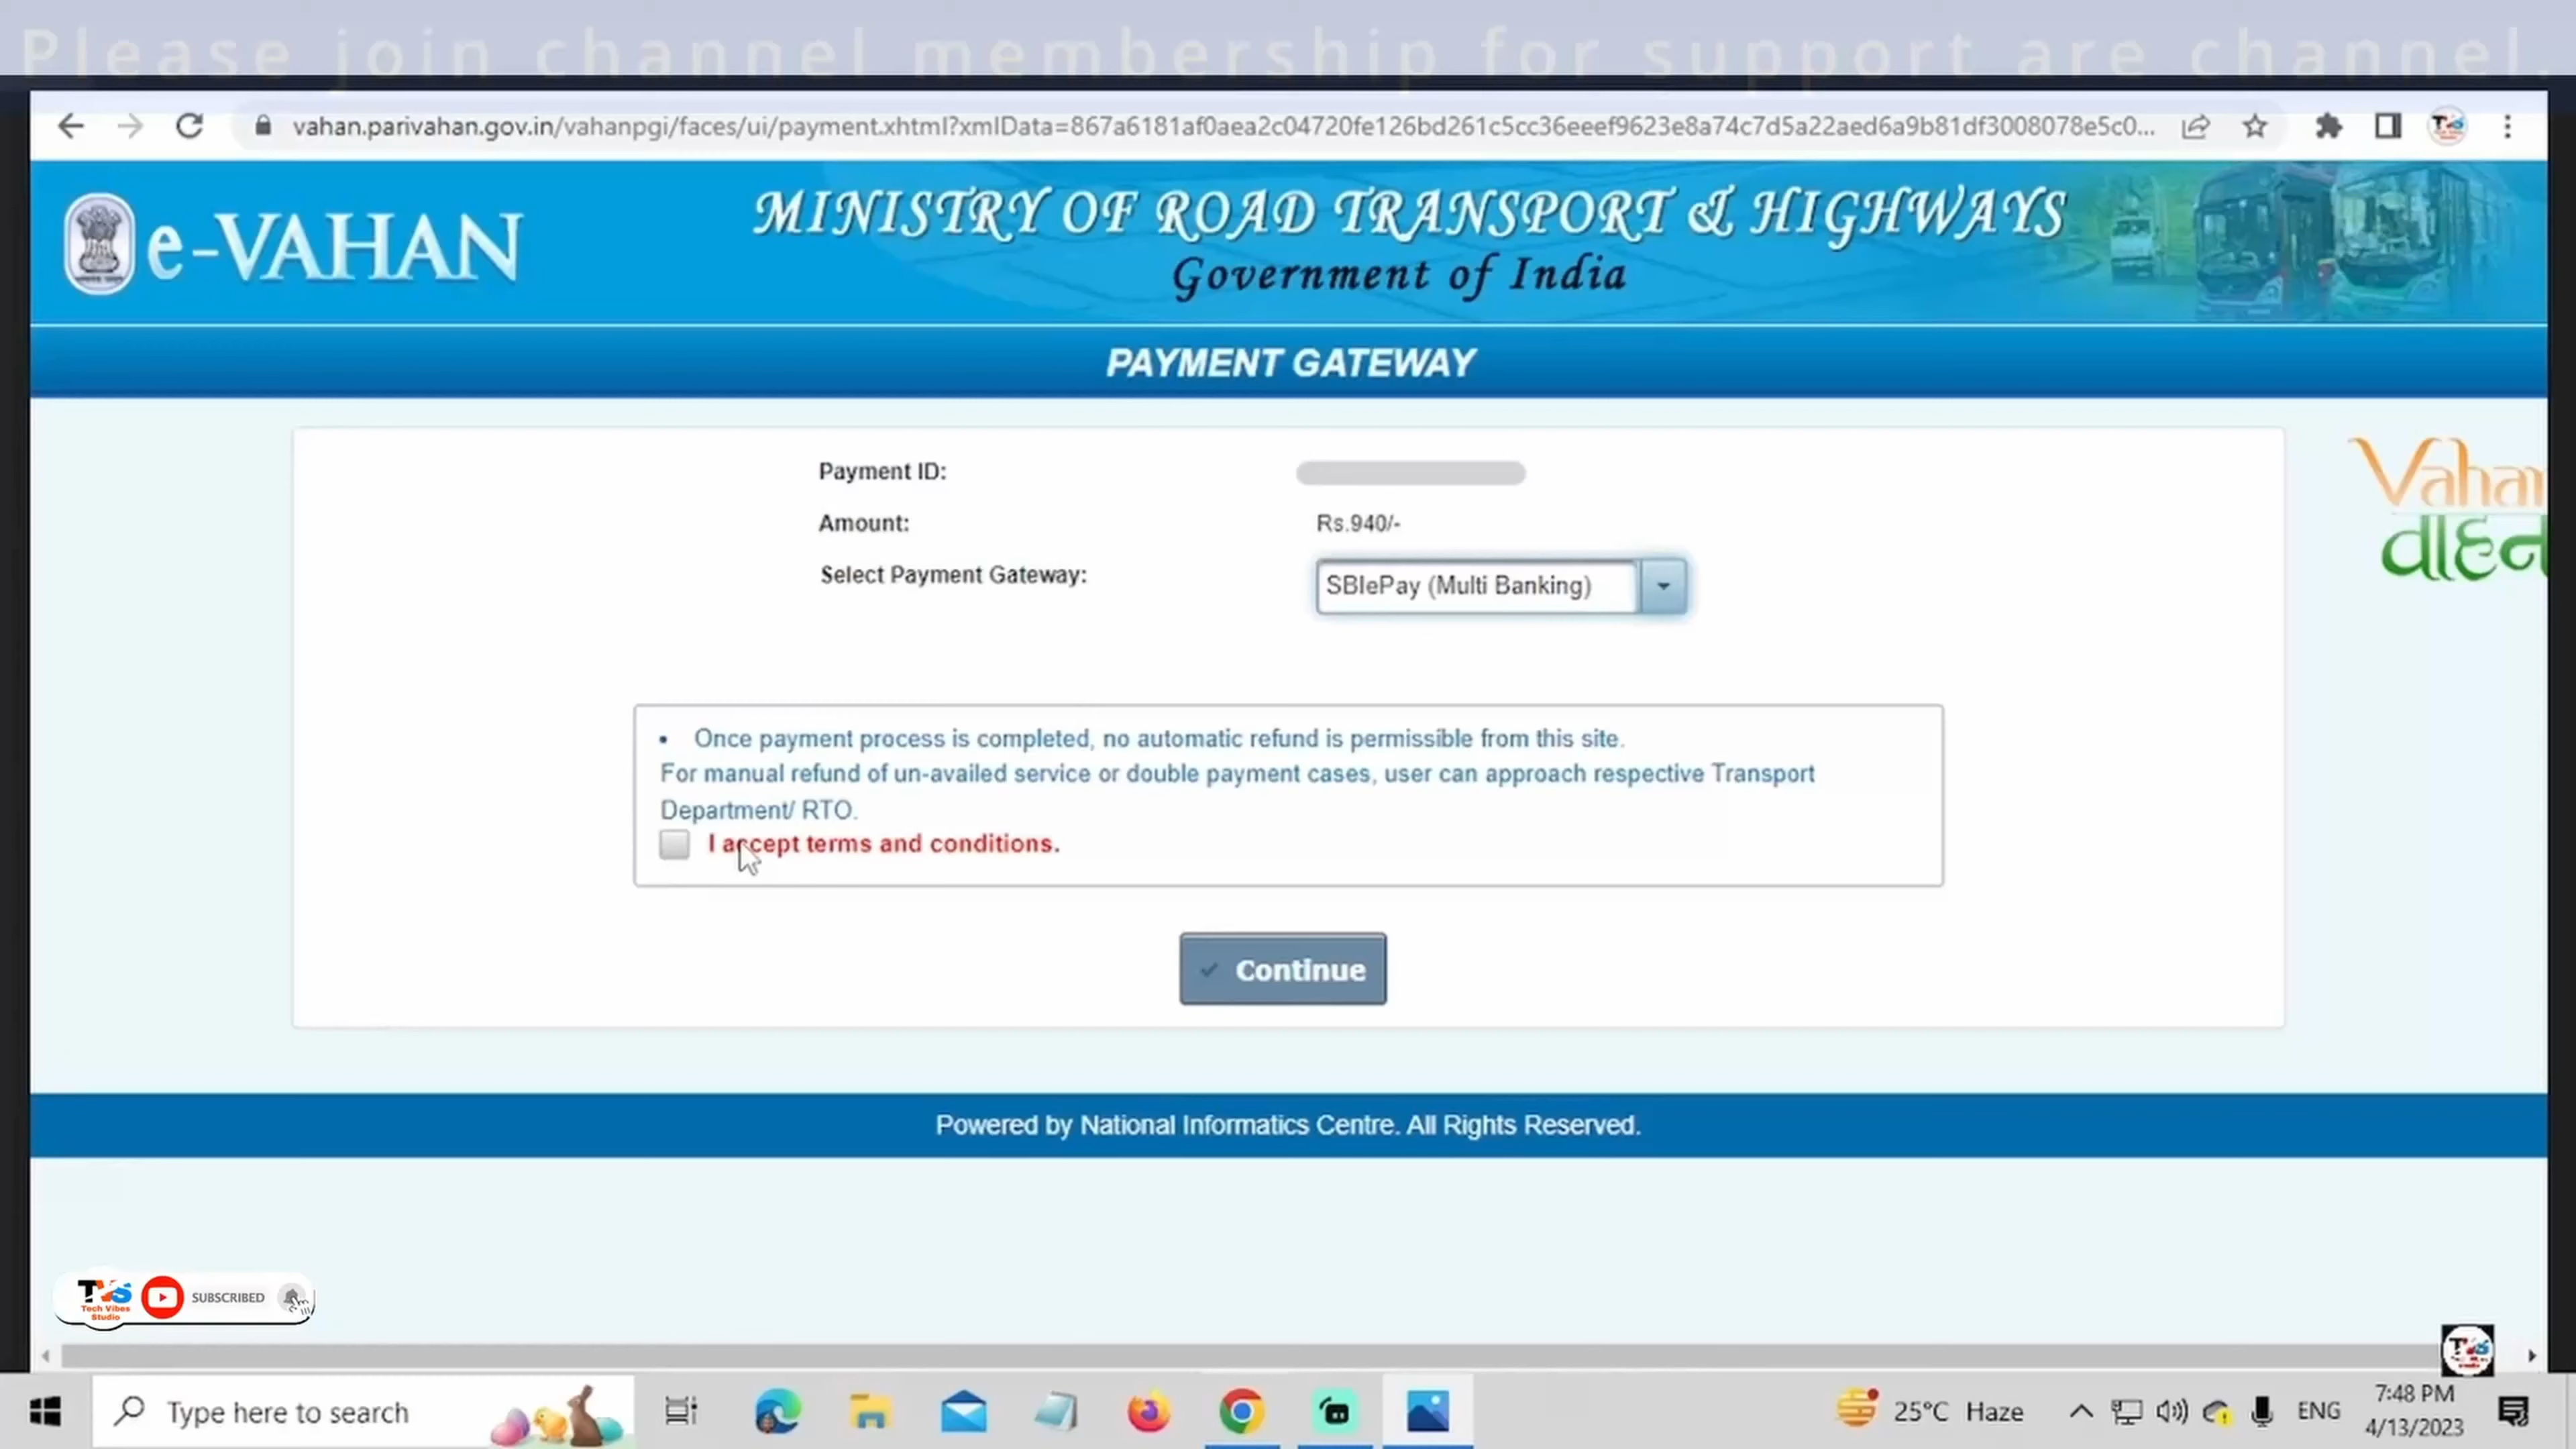 Please join channel membership for support are channel.
vahan.parivahan.gov.in/vahanpgi/faces/ui/payment.xhtml?xmlData=867a6181af0aea2c04720fe126bd261c5cc36eeef9623e8a74c7d5a22aed6a9b81df3008078e5c0...
e-VAHAN
MINISTRY OF ROAD TRANSPORT & HIGHWAYS
Government of India
PAYMENT GATEWAY
Payment ID:
Amount: Rs.940/-
Select Payment Gateway: SBIePay (Multi Banking)
• Once payment process is completed, no automatic refund is permissible from this site.
For manual refund of un-availed service or double payment cases, user can approach respective Transport
Department/ RTO.
I accept terms and conditions.
Continue
Powered by National Informatics Centre. All Rights Reserved.
TVS
Tech Vibes
Studio
SUBSCRIBED
Type here to search
25°C Haze
ENG
7:48 PM
4/13/2023